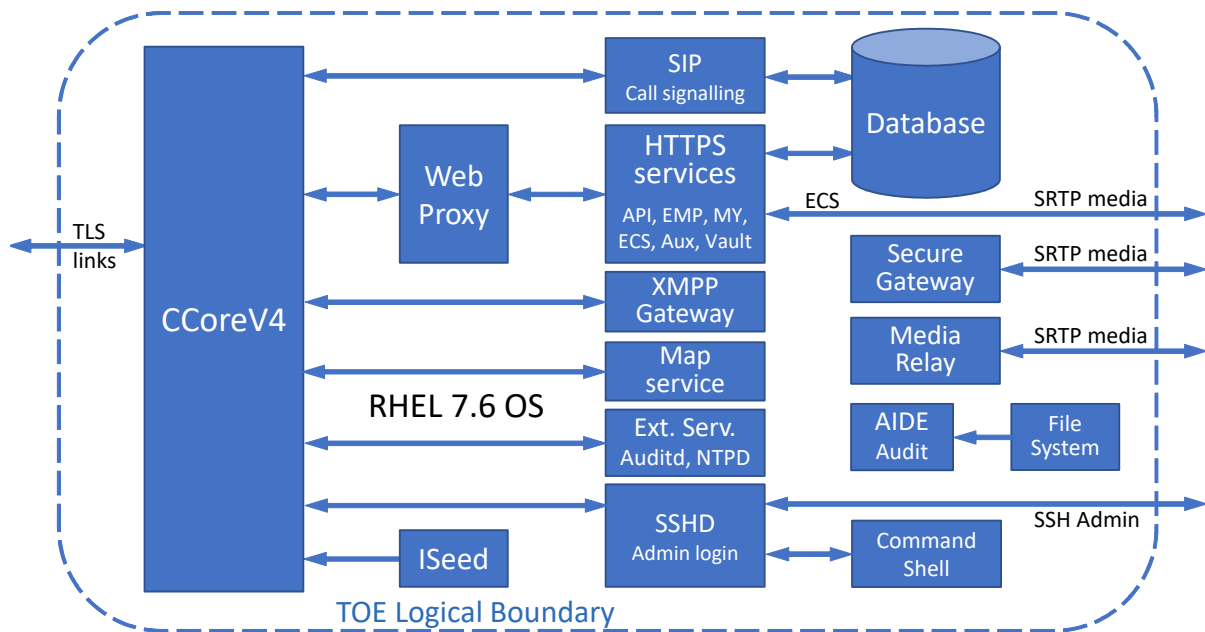 SIP
Call signalling
Database
HTTPS
services
API, EMP, MY,
ECS, Aux, Vault
Web
Proxy
ECS
SRTP media
TLS
links
Secure
Gateway
SRTP media
CCoreV4
XMPP
Gateway
Media
Relay
SRTP media
Map
service
RHEL 7.6 OS
Ext. Serv.
Auditd, NTPD
AIDE
Audit
File
System
SSHD
Admin login
SSH Admin
Command
Shell
ISeed
TOE Logical Boundary